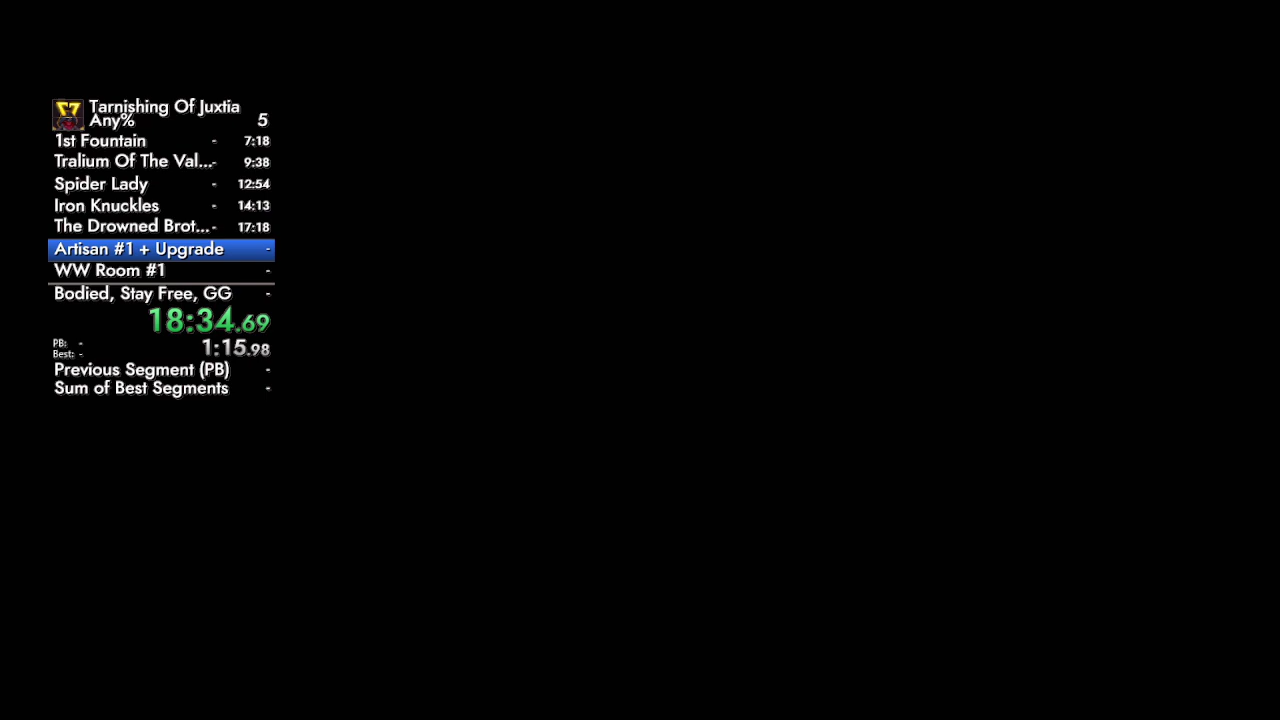 Tarnishing Of Juxtia
Any% 5
1st Fountain - 7:18
Tralium Of The Val...- 9:38
Spider Lady - 12:54
Iron Knuckles - 14:13
The Drowned Brot...- 17:18
Artisan #1 + Upgrade -
WW Room #1 -
Bodied, Stay Free, GG -
18:34.69
PB: -
Best: -
1:15.98
Previous Segment (PB) -
Sum of Best Segments -